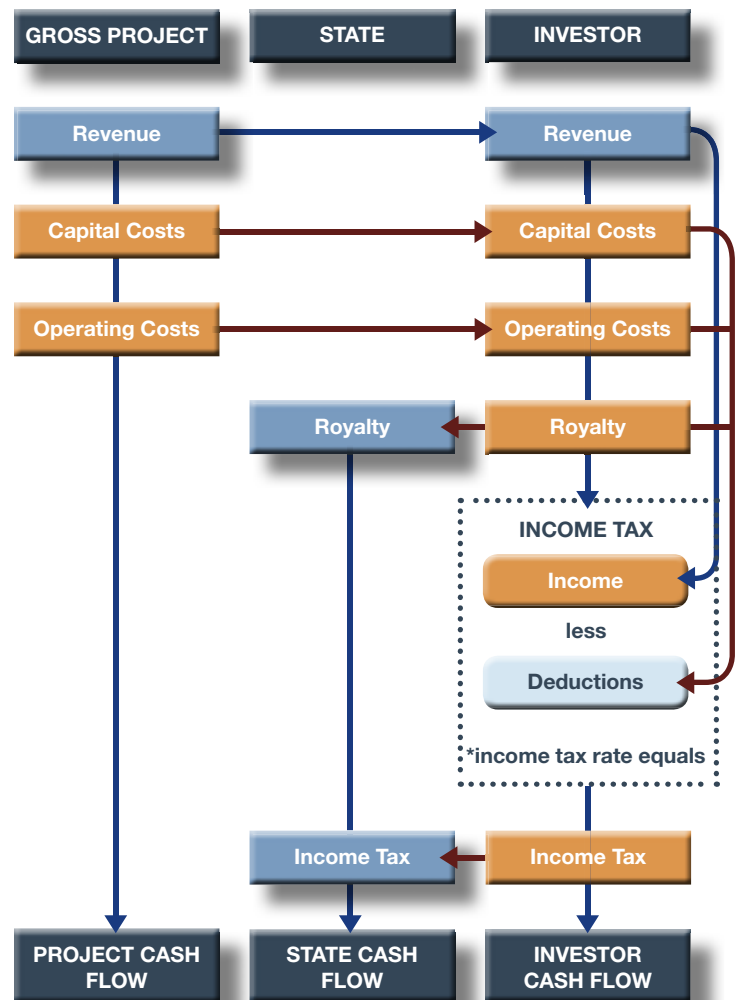 GROSS PROJECT
STATE
INVESTOR
Revenue
Revenue
Capital Costs
Capital Costs
Operating Costs
Operating Costs
Royalty
Royalty
INCOME TAX
Income
less
Deductions
*income tax rate equals
Income Tax
Income Tax
PROJECT CASH
FLOW
STATE CASH
FLOW
INVESTOR
CASH FLOW